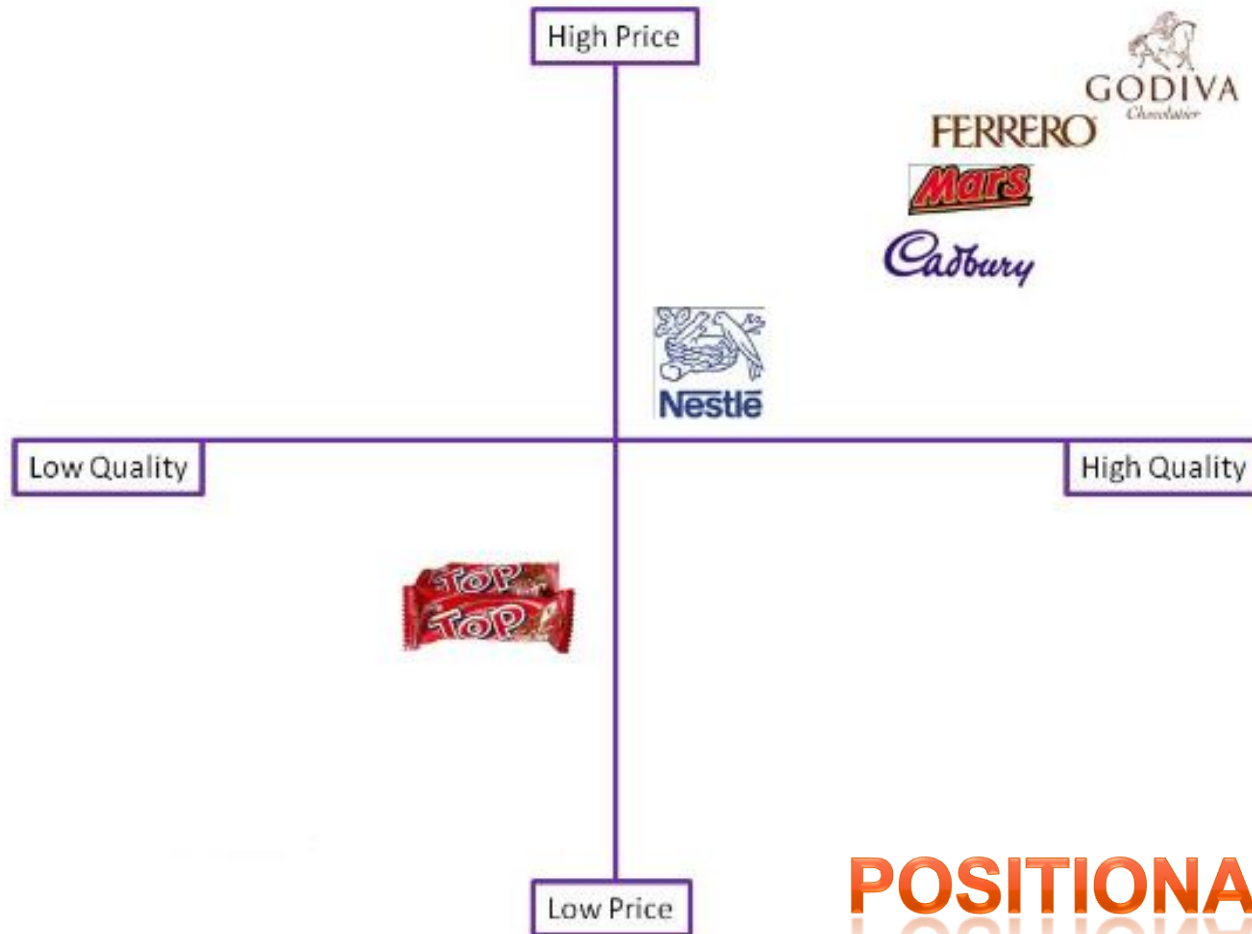 High Price
GODIVA
Chocolatier
FERRERO
Mars
Cadbury
Nestlé
Low Quality
High Quality
TOP
TOP
Low Price
POSITIONA